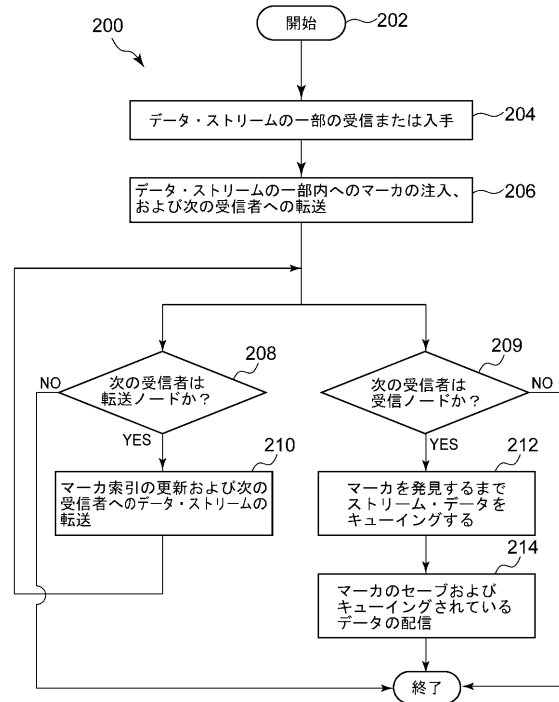 200
開始
202
データ・ストリームの一部の受信または入手
204
データ・ストリームの一部内へのマーカの注入、
および次の受信者への転送
206
次の受信者は
転送ノードか？
208
NO
YES
次の受信者は
受信ノードか？
209
NO
YES
マーカ索引の更新および次の
受信者へのデータ・ストリームの
転送
210
マーカを発見するまで
ストリーム・データを
キューイングする
212
マーカのセーブおよび
キューイングされている
データの配信
214
終了